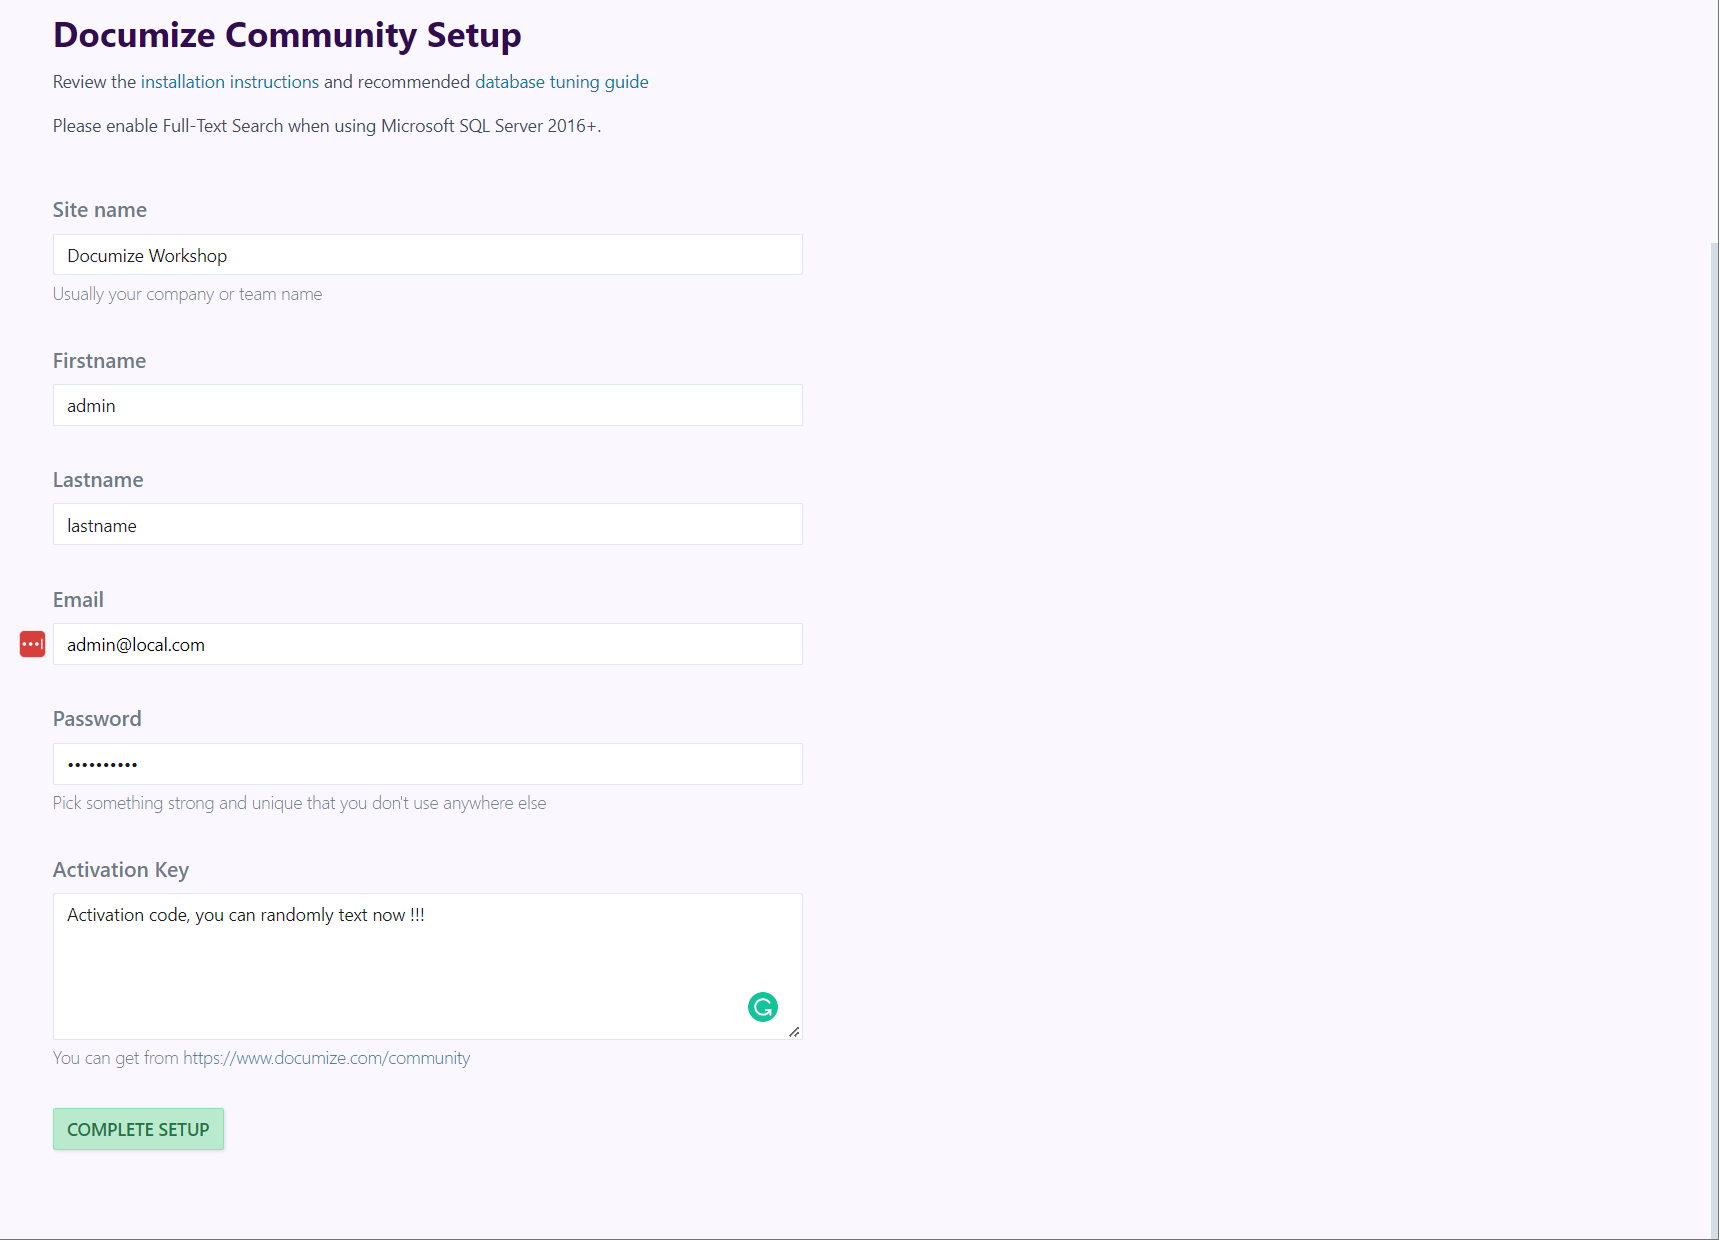 Documize Community Setup
Review the installation instructions and recommended database tuning guide
Please enable Full-Text Search when using Microsoft SQL Server 2016+.
Site name
Documize Workshop
Usually your company or team name
Firstname
admin
Lastname
lastname
Email
admin@local.com
Password
••••••••••
Pick something strong and unique that you don't use anywhere else
Activation Key
Activation code, you can randomly text now !!!
You can get from https://www.documize.com/community
COMPLETE SETUP